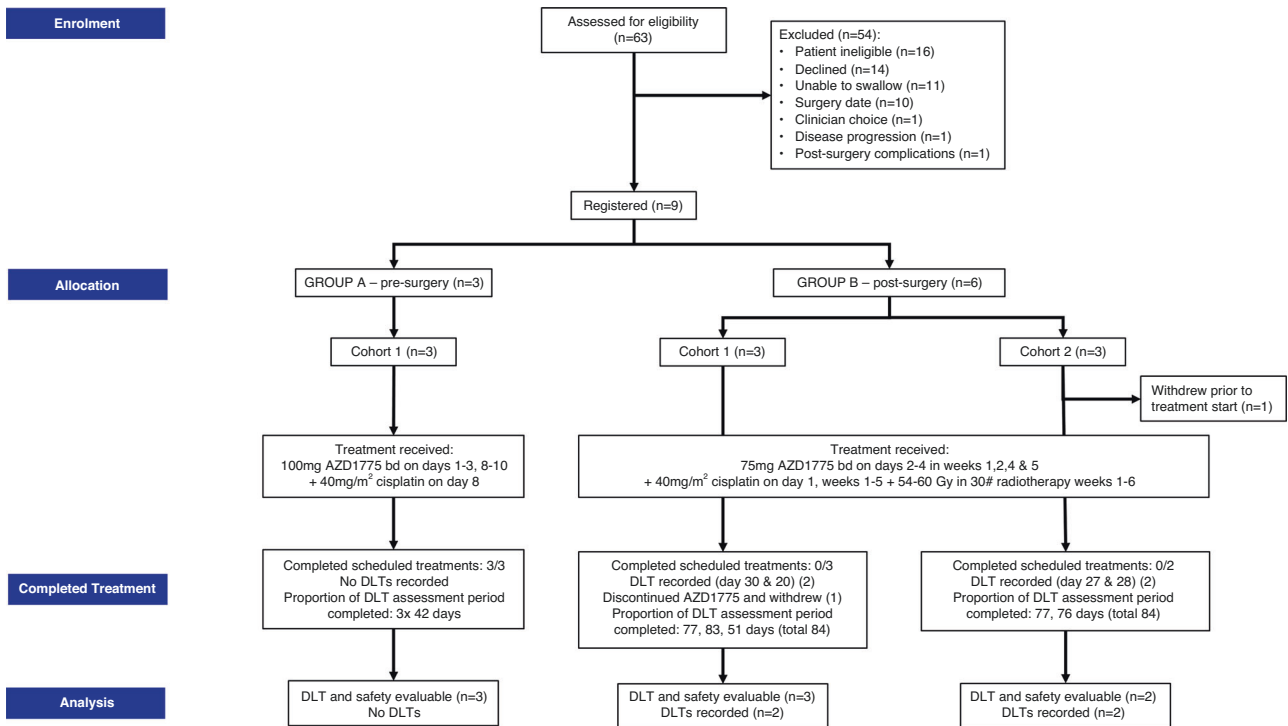 Enrolment
Assessed for eligibility
(n=63)
Excluded (n=54):
• Patient ineligible (n=16)
• Declined (n=14)
• Unable to swallow (n=11)
• Surgery date (n=10)
• Clinician choice (n=1)
• Disease progression (n=1)
• Post-surgery complications (n=1)
Registered (n=9)
Allocation
GROUP A – pre-surgery (n=3)
GROUP B – post-surgery (n=6)
Cohort 1 (n=3)
Cohort 1 (n=3)
Cohort 2 (n=3)
Withdrew prior to
treatment start (n=1)
Treatment received:
100mg AZD1775 bd on days 1-3, 8-10
+ 40mg/m² cisplatin on day 8
Treatment received:
75mg AZD1775 bd on days 2-4 in weeks 1,2,4 & 5
+ 40mg/m² cisplatin on day 1, weeks 1-5 + 54-60 Gy in 30# radiotherapy weeks 1-6
Completed Treatment
Completed scheduled treatments: 3/3
No DLTs recorded
Proportion of DLT assessment period
completed: 3x 42 days
Completed scheduled treatments: 0/3
DLT recorded (day 30 & 20) (2)
Discontinued AZD1775 and withdrew (1)
Proportion of DLT assessment period
completed: 77, 83, 51 days (total 84)
Completed scheduled treatments: 0/2
DLT recorded (day 27 & 28) (2)
Proportion of DLT assessment period
completed: 77, 76 days (total 84)
Analysis
DLT and safety evaluable (n=3)
No DLTs
DLT and safety evaluable (n=3)
DLTs recorded (n=2)
DLT and safety evaluable (n=2)
DLTs recorded (n=2)